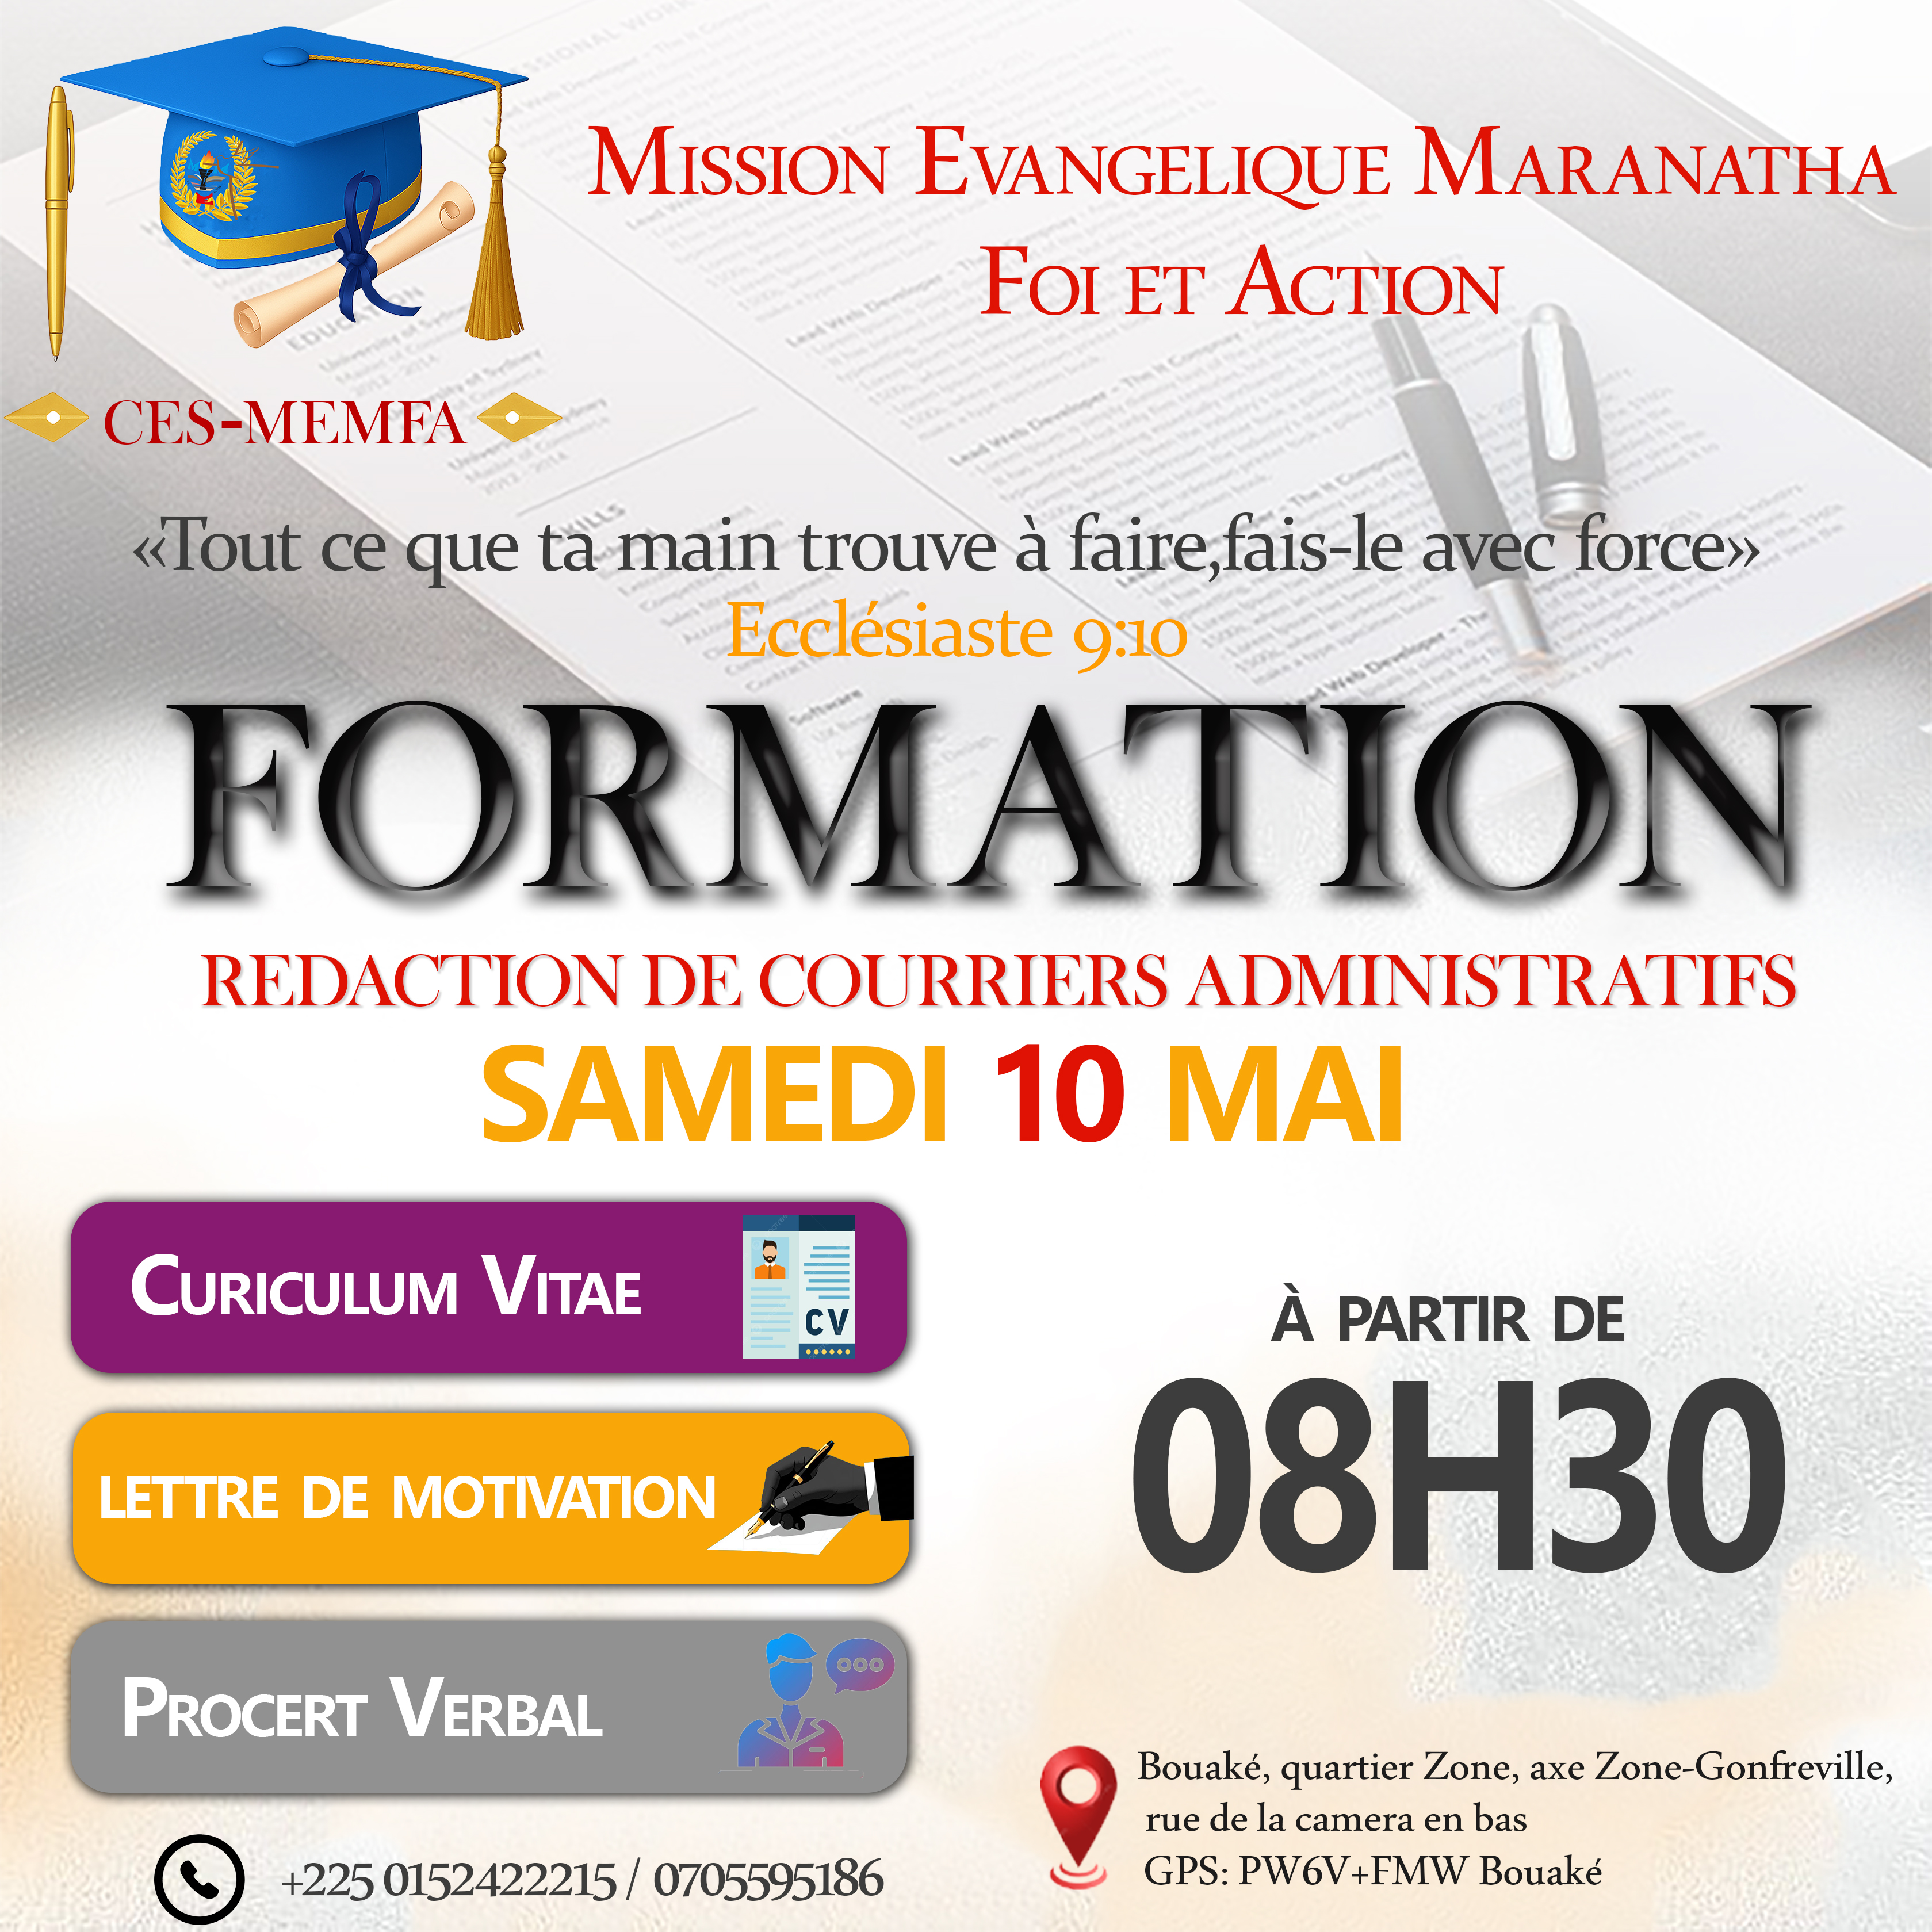 MISSION EVANGELIQUE MARANATHA
FOI ET ACTION
CES-MEMFA
«Tout ce que ta main trouve à faire,fais-le avec force»
Ecclésiaste 9:10
FORMATION
REDACTION DE COURRIERS ADMINISTRATIFS
SAMEDI 10 MAI
CURICULUM VITAE
CV
LETTRE DE MOTIVATION
PROCERT VERBAL
À PARTIR DE
08H30
+225 0152422215 / 0705595186
Bouaké, quartier Zone, axe Zone-Gonfreville,
rue de la camera en bas
GPS: PW6V+FMW Bouaké